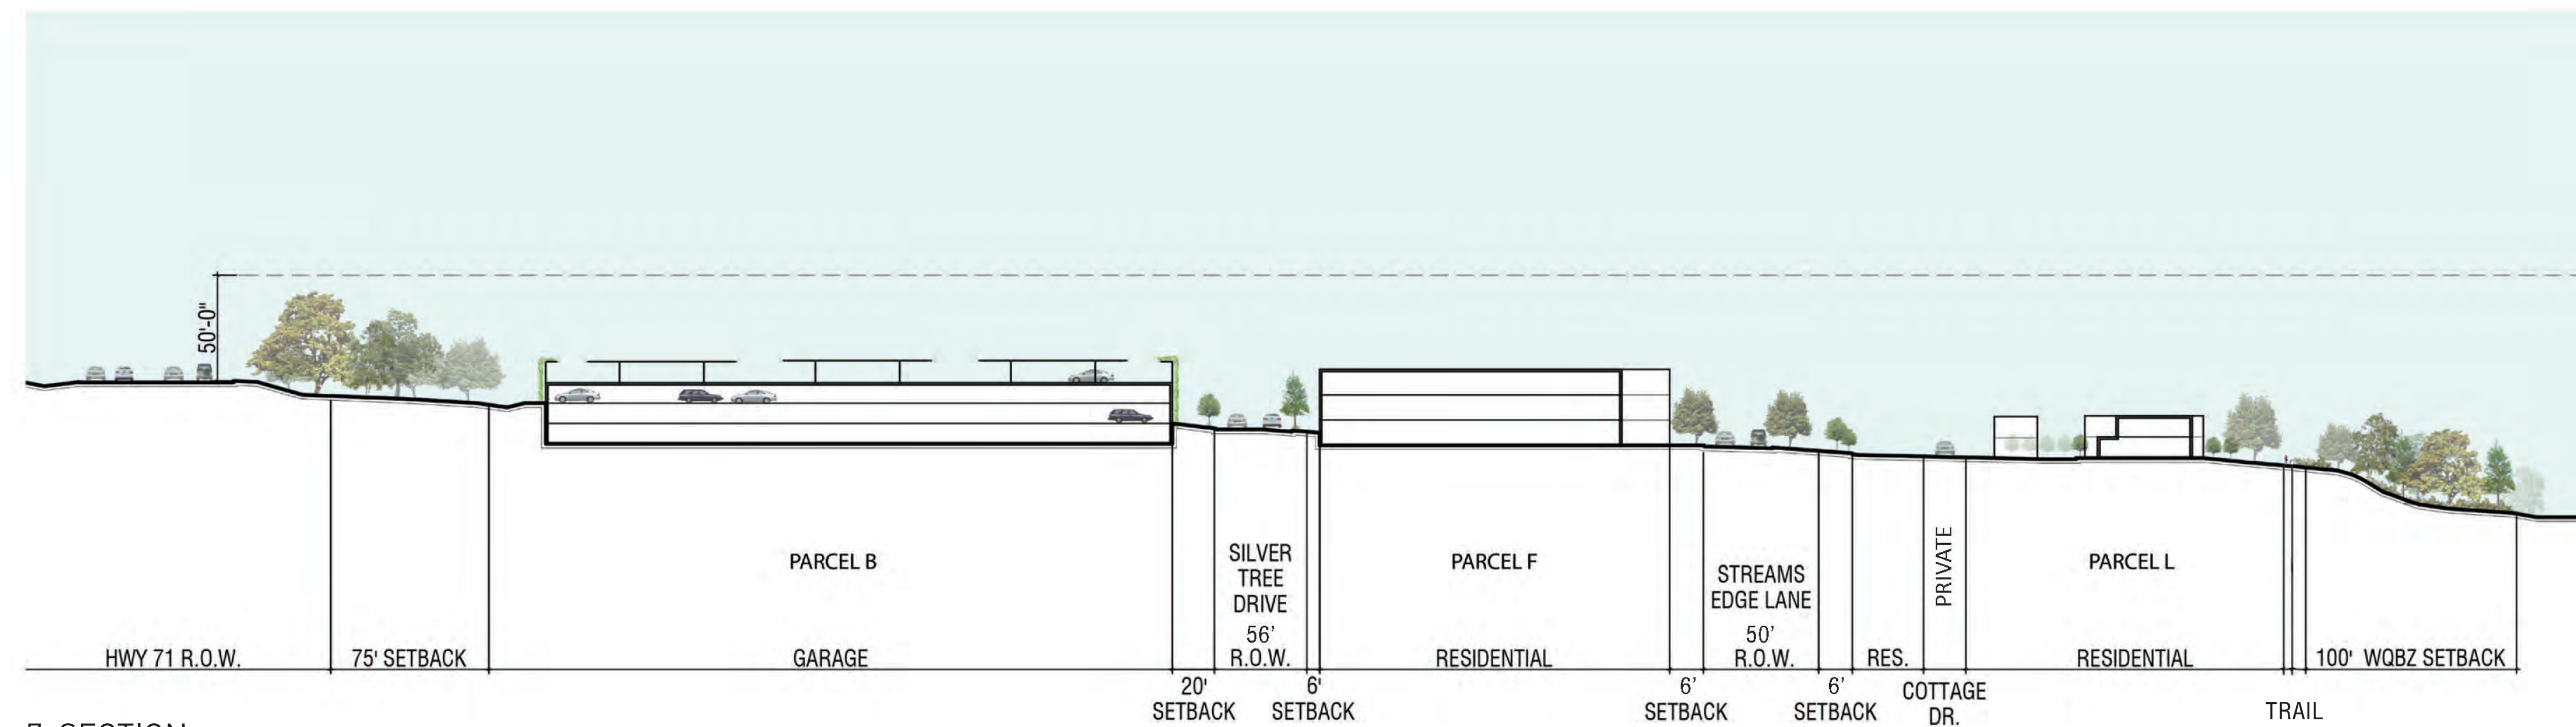 50'-0"
PARCEL B
SILVER
TREE
DRIVE
56'
R.O.W.
PARCEL F
STREAMS
EDGE LANE
50'
R.O.W.
PRIVATE
PARCEL L
HWY 71 R.O.W.
75' SETBACK
GARAGE
RESIDENTIAL
RES.
RESIDENTIAL
100' WQBZ SETBACK
20'
SETBACK
6'
SETBACK
6'
SETBACK
6'
SETBACK
COTTAGE
DR.
TRAIL
SECTION